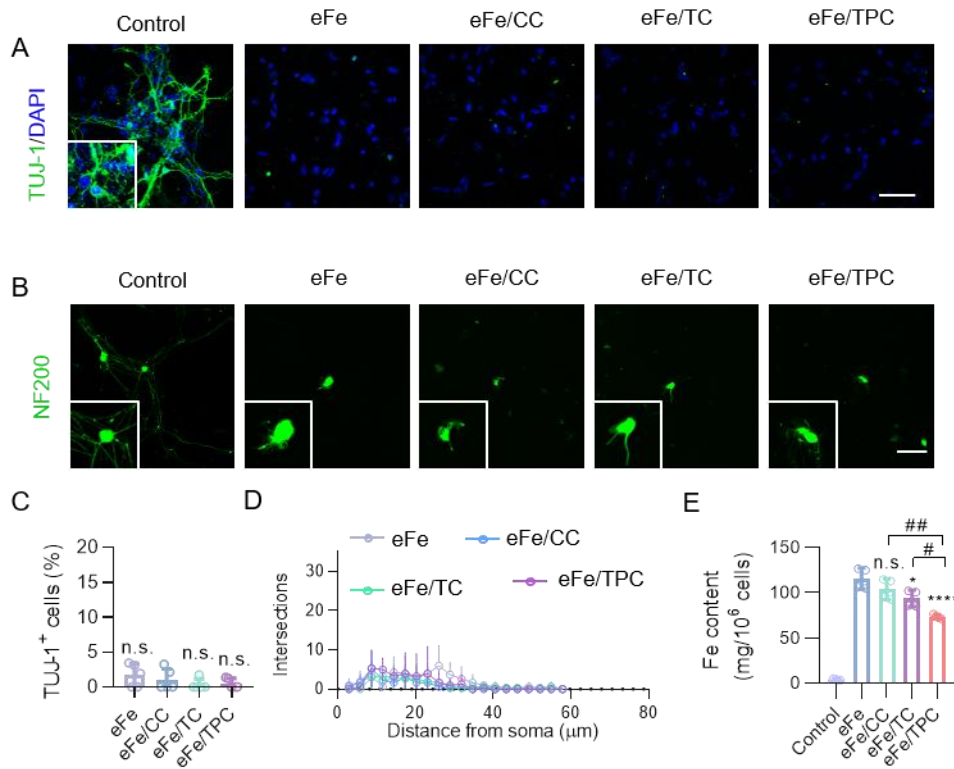 A
Control
eFe
eFe/CC
eFe/TC
eFe/TPC
TUJ-1/DAPI
B
Control
eFe
eFe/CC
eFe/TC
eFe/TPC
NF200
C
TUJ-1+ cells (%)
20
15
10
5
0
n.s.
n.s.
n.s.
eFe
eFe/CC
eFe/TC
eFe/TPC
D
eFe
eFe/CC
eFe/TC
eFe/TPC
Intersections
30
20
10
0
0
20
40
60
80
Distance from soma (μm)
E
Fe content
(mg/10⁶ cells)
150
100
50
0
##
#
n.s.
*
****
Control
eFe
eFe/CC
eFe/TC
eFe/TPC